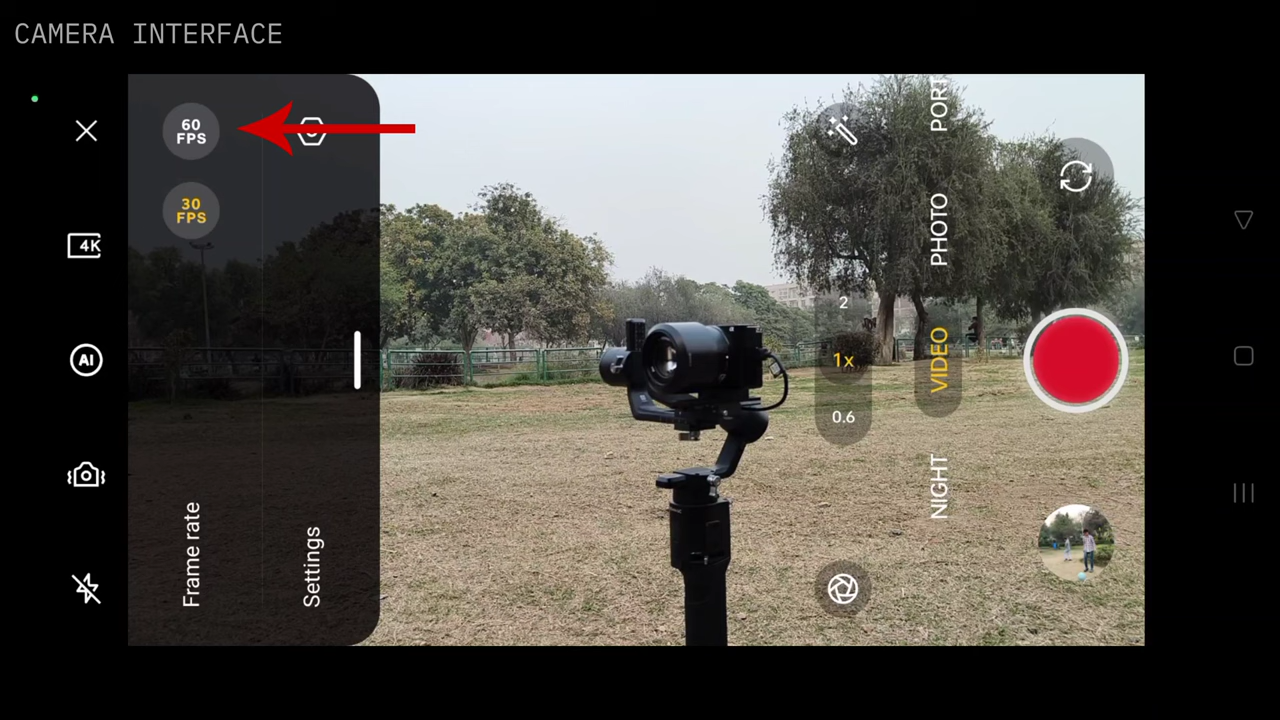 CAMERA INTERFACE
60
FPS
30
FPS
4K
AI
Frame rate
Settings
2
1x
0.6
PORT
PHOTO
VIDEO
NIGHT